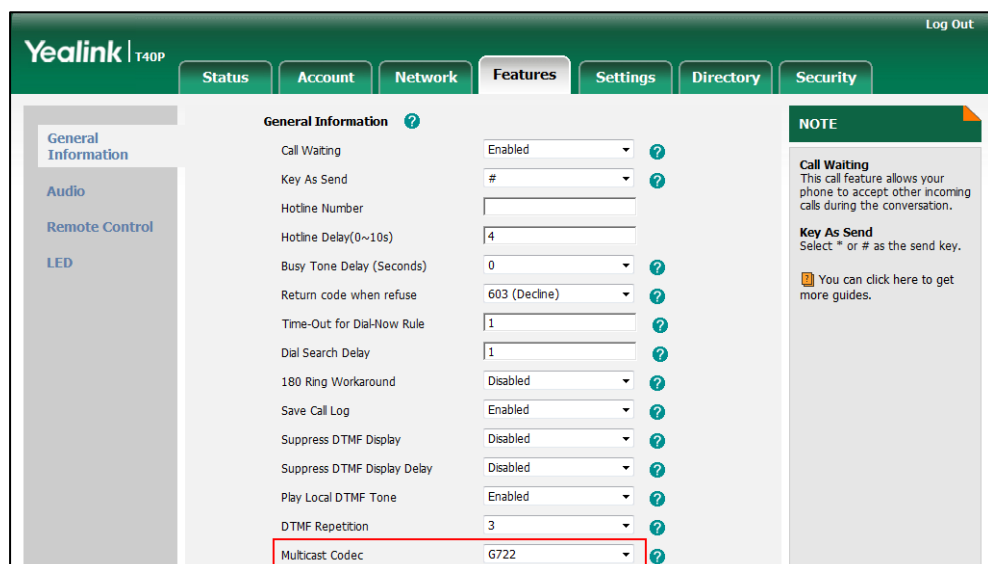 Log Out
Yealink | T40P
Status Account Network Features Settings Directory Security
General
Information
Audio
Remote Control
LED
General Information ?
Call Waiting Enabled ?
Key As Send # ?
Hotline Number
Hotline Delay(0~10s) 4
Busy Tone Delay (Seconds) 0 ?
Return code when refuse 603 (Decline) ?
Time-Out for Dial-Now Rule 1 ?
Dial Search Delay 1 ?
180 Ring Workaround Disabled ?
Save Call Log Enabled ?
Suppress DTMF Display Disabled ?
Suppress DTMF Display Delay Disabled ?
Play Local DTMF Tone Enabled ?
DTMF Repetition 3 ?
Multicast Codec G722 ?
NOTE
Call Waiting
This call feature allows your
phone to accept other incoming
calls during the conversation.
Key As Send
Select * or # as the send key.
? You can click here to get
more guides.